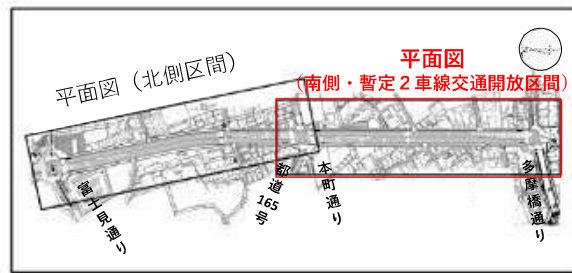 平面図（北側区間）
平面図
（南側・暫定２車線交通開放区間）
富士見通り
都道165号
本町通り
多摩橋通り